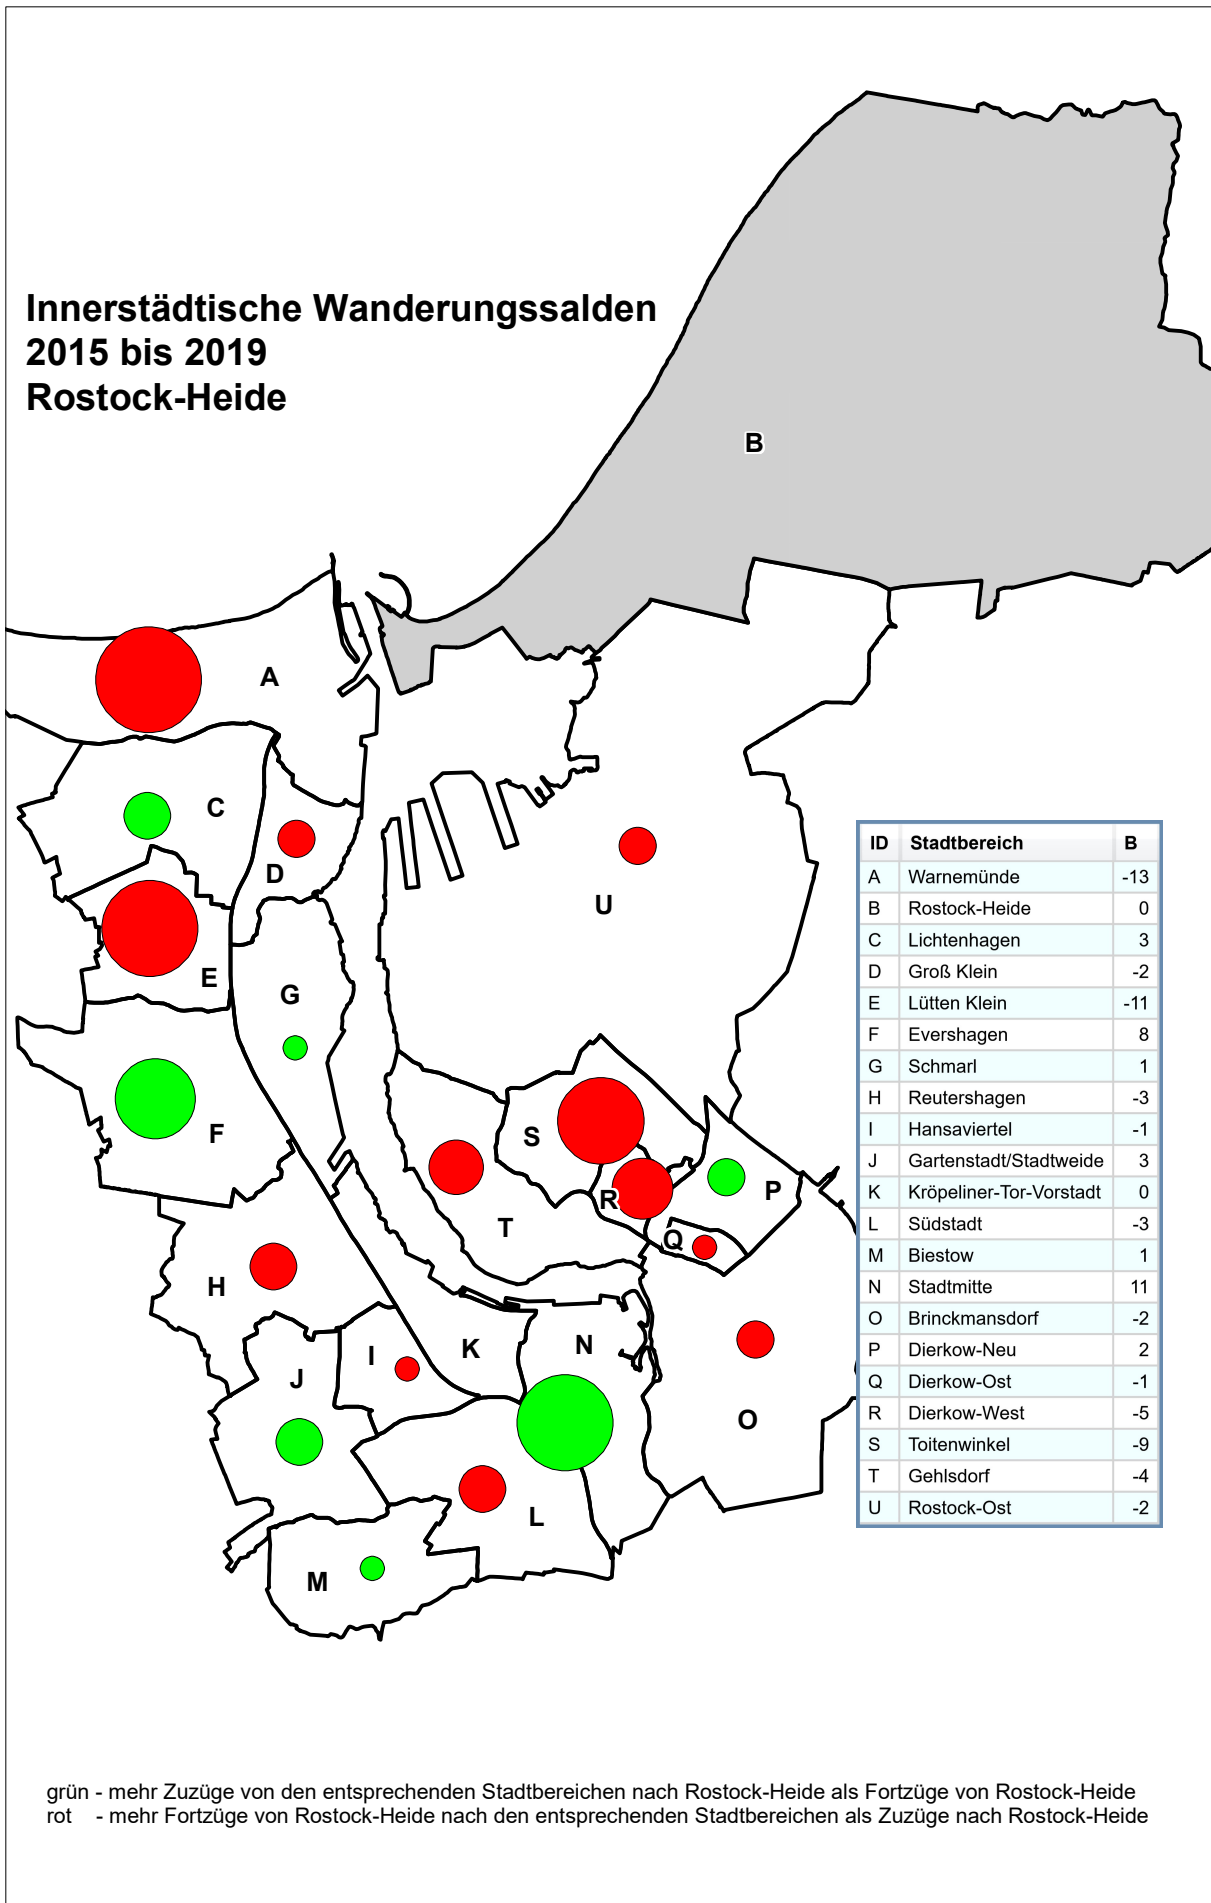 Innerstädtische Wanderungssalden
2015 bis 2019
Rostock-Heide
B
A
C
D
U
E
G
F
S
P
R
T
Q
H
K
N
I
J
O
L
M
ID Stadtbereich B
A Warnemünde -13
B Rostock-Heide 0
C Lichtenhagen 3
D Groß Klein -2
E Lütten Klein -11
F Evershagen 8
G Schmarl 1
H Reutershagen -3
I Hansaviertel -1
J Gartenstadt/Stadtweide 3
K Kröpeliner-Tor-Vorstadt 0
L Südstadt -3
M Biestow 1
N Stadtmitte 11
O Brinckmansdorf -2
P Dierkow-Neu 2
Q Dierkow-Ost -1
R Dierkow-West -5
S Toitenwinkel -9
T Gehlsdorf -4
U Rostock-Ost -2
grün - mehr Zuzüge von den entsprechenden Stadtbereichen nach Rostock-Heide als Fortzüge von Rostock-Heide
rot - mehr Fortzüge von Rostock-Heide nach den entsprechenden Stadtbereichen als Zuzüge nach Rostock-Heide